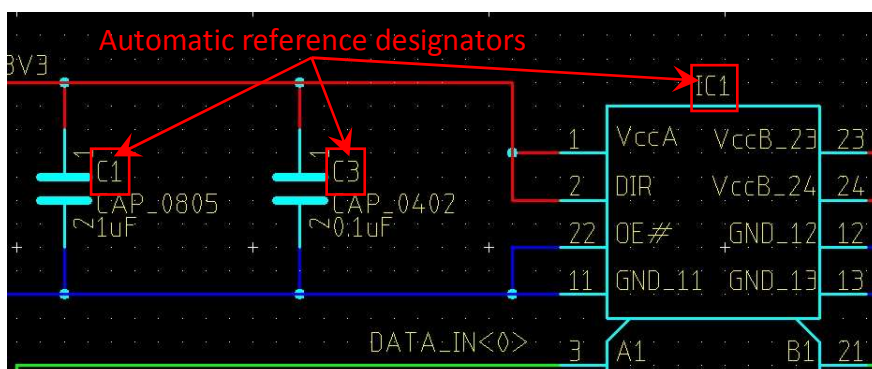 Automatic reference designators
3V3
IC1
1 VccA VccB_23 23
1 C1 1 C3
2 DIR VccB_24 24
CAP_0805 CAP_0402
2 1uF 2 0.1uF
22 OE# GND_12 12
11 GND_11 GND_13 13
DATA_IN<0> 3 A1 B1 21